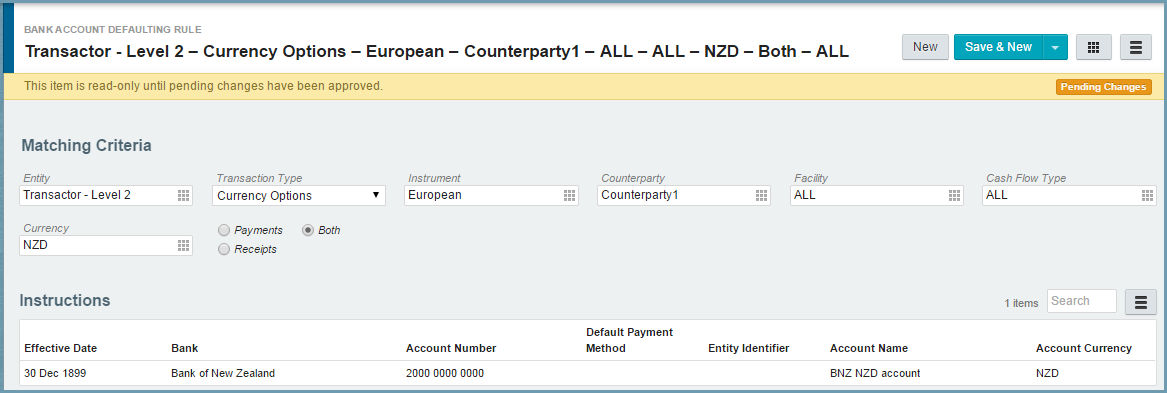 BANK ACCOUNT DEFAULTING RULE
Transactor - Level 2 – Currency Options – European – Counterparty1 – ALL – ALL – NZD – Both – ALL
New
Save & New
This item is read-only until pending changes have been approved.
Pending Changes
Matching Criteria
Entity Transaction Type Instrument Counterparty Facility Cash Flow Type
Transactor - Level 2 Currency Options European Counterparty1 ALL ALL
Currency
NZD
Payments Both
Receipts
Instructions
1 items
Search
Effective Date Bank Account Number Default Payment Method Entity Identifier Account Name Account Currency
30 Dec 1899 Bank of New Zealand 2000 0000 0000 BNZ NZD account NZD